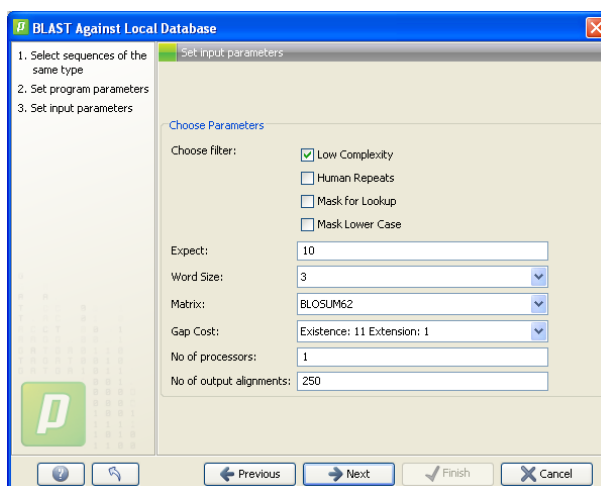 BLAST Against Local Database
1. Select sequences of the
same type
2. Set program parameters
3. Set input parameters
Set input parameters
Choose Parameters
Choose filter:
Low Complexity
Human Repeats
Mask for Lookup
Mask Lower Case
Expect: 10
Word Size: 3
Matrix: BLOSUM62
Gap Cost: Existence: 11 Extension: 1
No of processors: 1
No of output alignments: 250
Previous
Next
Finish
Cancel